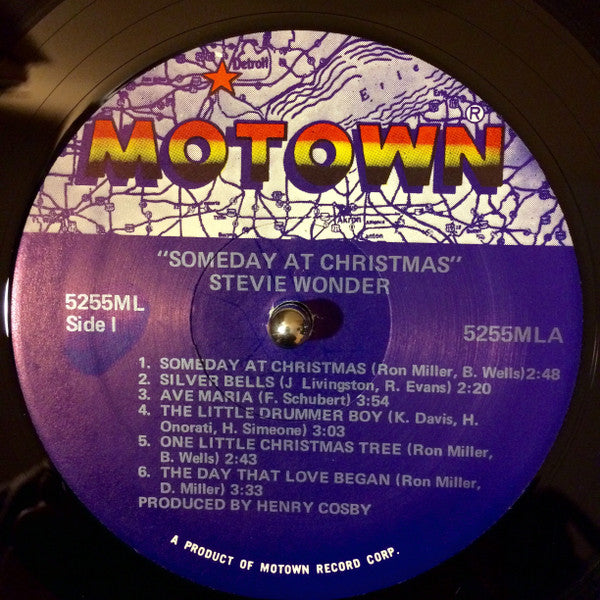 Detroit
Erie
MOTOWN®
Akron
"SOMEDAY AT CHRISTMAS"
STEVIE WONDER
5255ML
Side I
5255MLA
1. SOMEDAY AT CHRISTMAS (Ron Miller, B. Wells)2:48
2. SILVER BELLS (J Livingston, R. Evans) 2:20
3. AVE MARIA (F. Schubert) 3:54
4. THE LITTLE DRUMMER BOY (K. Davis, H.
Onorati, H. Simeone) 3:03
5. ONE LITTLE CHRISTMAS TREE (Ron Miller,
B. Wells) 2:43
6. THE DAY THAT LOVE BEGAN (Ron Miller,
D. Miller) 3:33
PRODUCED BY HENRY COSBY
A PRODUCT OF MOTOWN RECORD CORP.